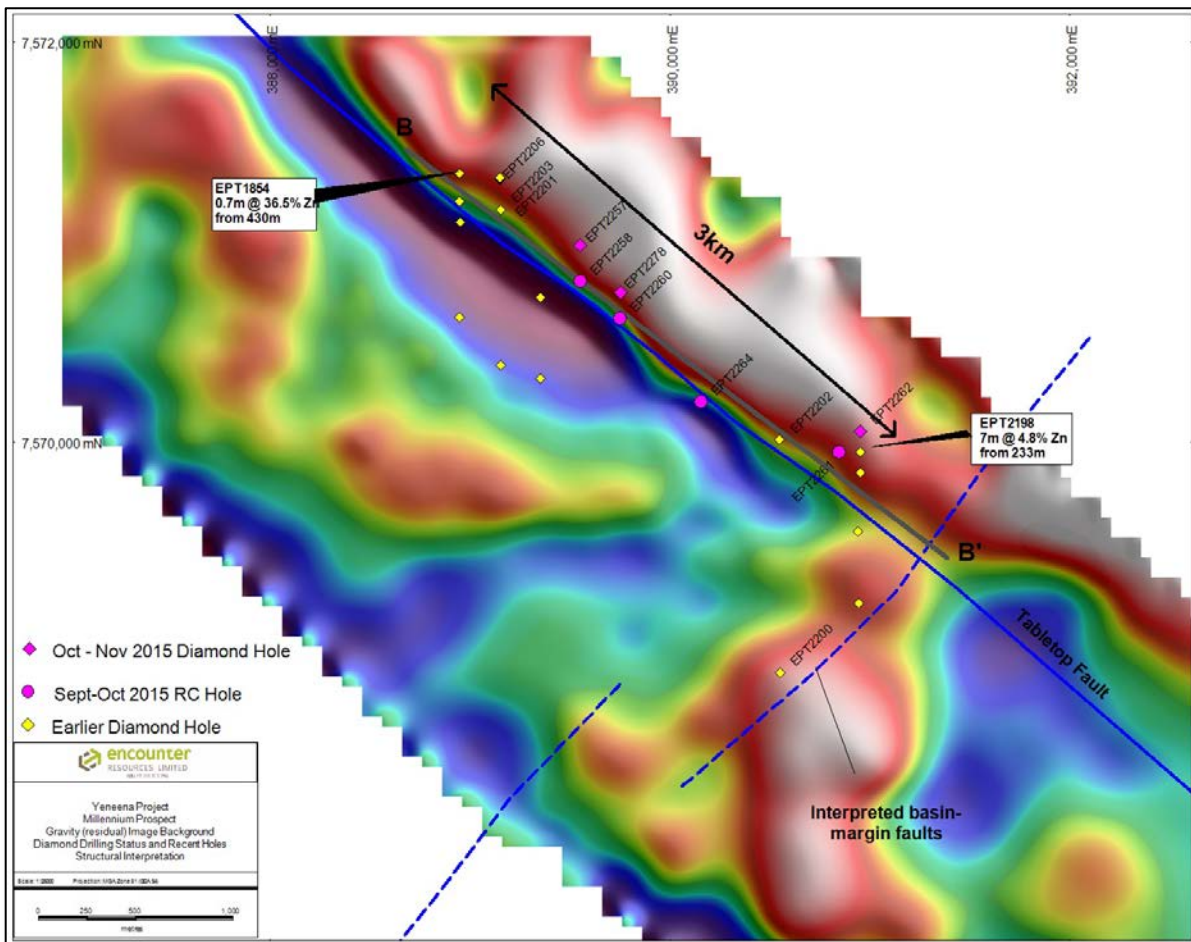 7,572,000 mN
388,000 mE
390,000 mE
392,000 mE
B
EPT2206
EPT2203
EPT2201
EPT1854
0.7m @ 36.5% Zn
from 430m
EPT2257
EPT2258
EPT2278
EPT2260
3km
EPT2264
EPT2202
EPT2262
7,570,000 mN
EPT2198
7m @ 4.8% Zn
from 233m
EPT2261
B'
Tabletop Fault
EPT2200
Interpreted basin-
margin faults
Oct - Nov 2015 Diamond Hole
Sept-Oct 2015 RC Hole
Earlier Diamond Hole
encounter
RESOURCES LIMITED
Yeneena Project
Millennium Prospect
Gravity (residual) Image Background
Diamond Drilling Status and Recent Holes
Structural Interpretation
0 250 500 1,000
metres